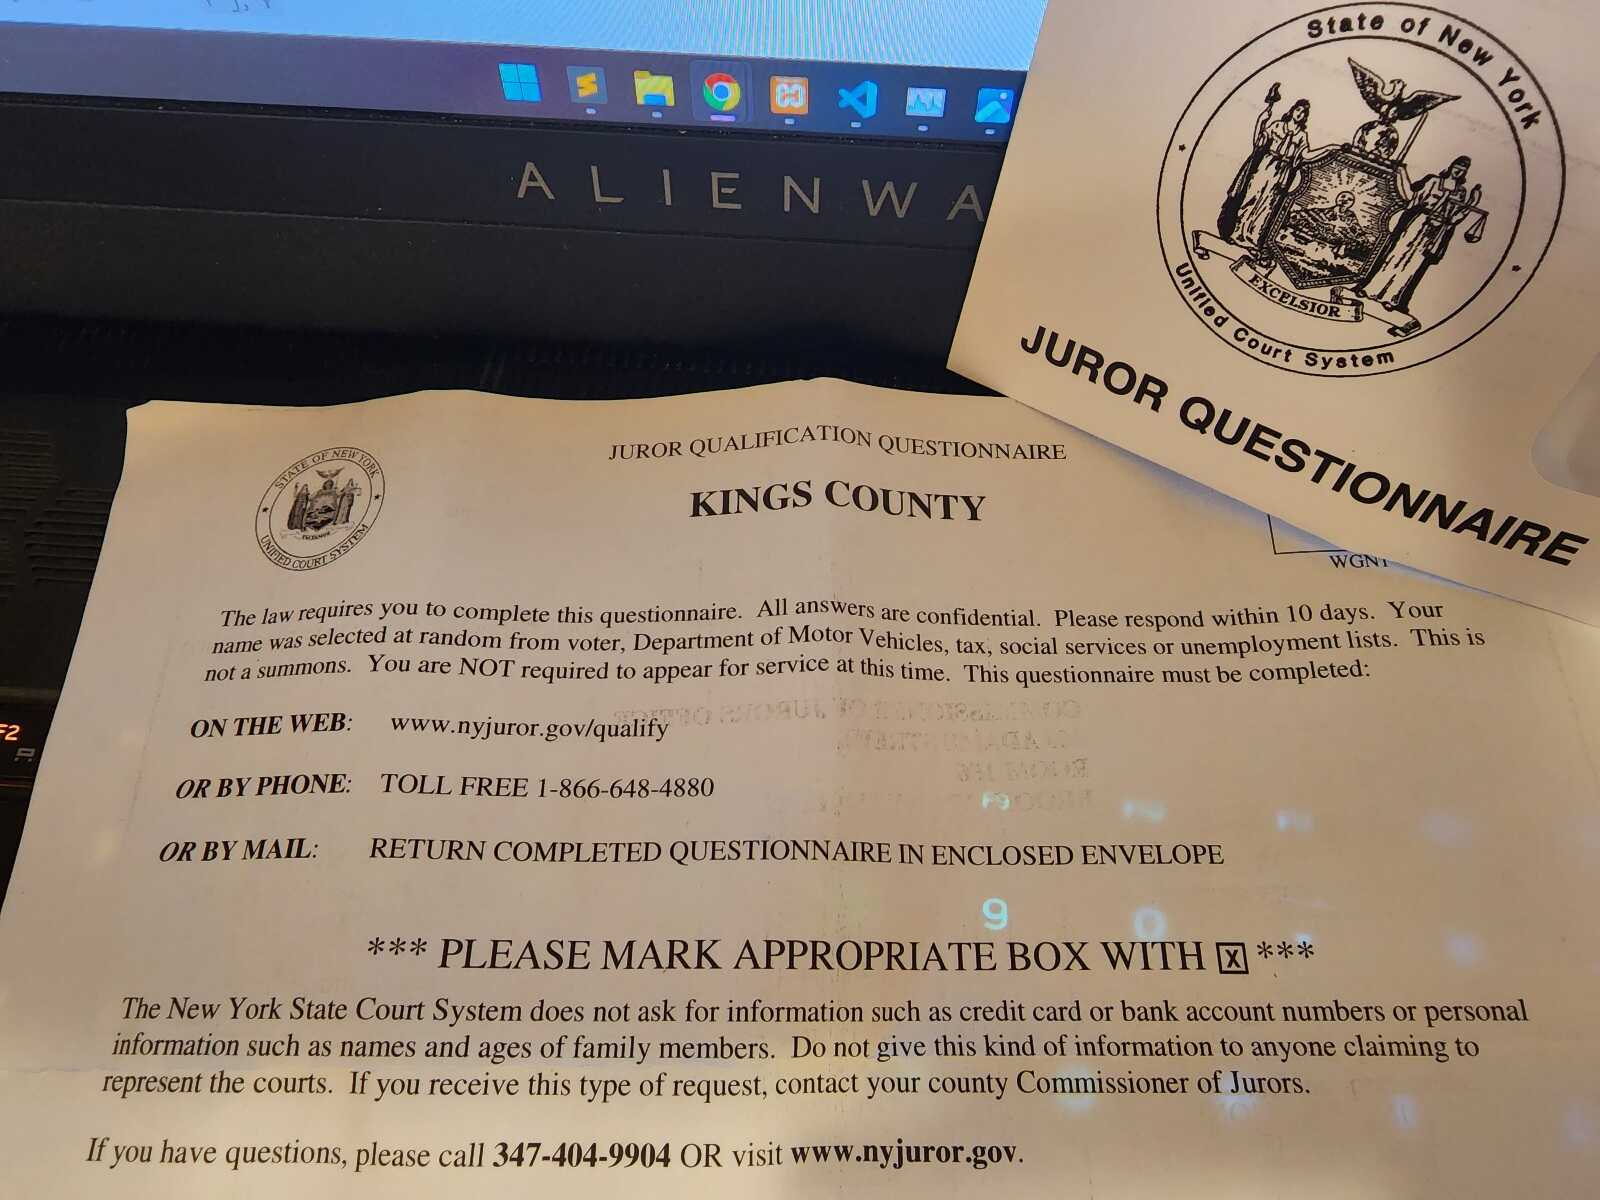 ALIENWA
State of New York
EXCELSIOR
Unified Court System
JUROR QUESTIONNAIRE
STATE OF NEW YORK
UNIFIED COURT SYSTEM
JUROR QUALIFICATION QUESTIONNAIRE
KINGS COUNTY
WGNT
The law requires you to complete this questionnaire. All answers are confidential. Please respond within 10 days. Your
name was selected at random from voter, Department of Motor Vehicles, tax, social services or unemployment lists. This is
not a summons. You are NOT required to appear for service at this time. This questionnaire must be completed:
ON THE WEB: www.nyjuror.gov/qualify
OR BY PHONE: TOLL FREE 1-866-648-4880
OR BY MAIL: RETURN COMPLETED QUESTIONNAIRE IN ENCLOSED ENVELOPE
F2
F9
9 0
*** PLEASE MARK APPROPRIATE BOX WITH X ***
The New York State Court System does not ask for information such as credit card or bank account numbers or personal
information such as names and ages of family members. Do not give this kind of information to anyone claiming to
represent the courts. If you receive this type of request, contact your county Commissioner of Jurors.
If you have questions, please call 347-404-9904 OR visit www.nyjuror.gov.